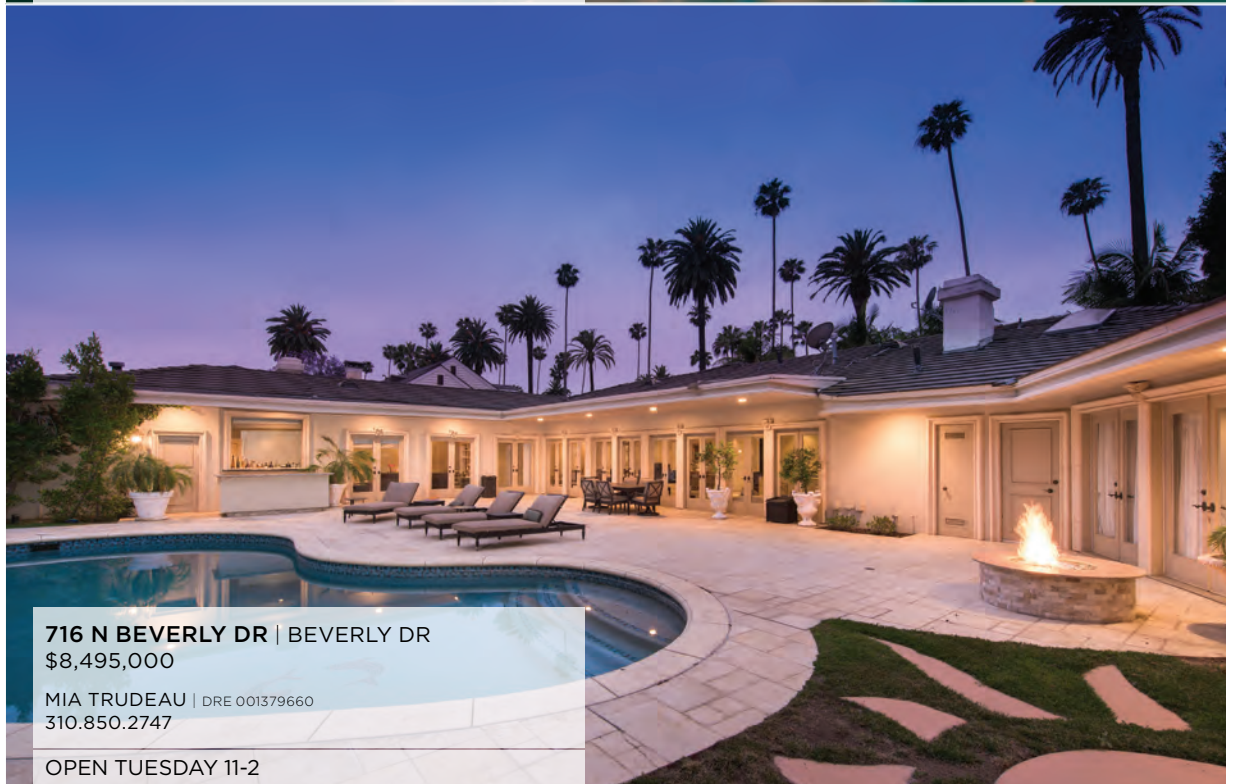 716 N BEVERLY DR | BEVERLY DR
$8,495,000
MIA TRUDEAU | DRE 001379660
310.850.2747
OPEN TUESDAY 11-2